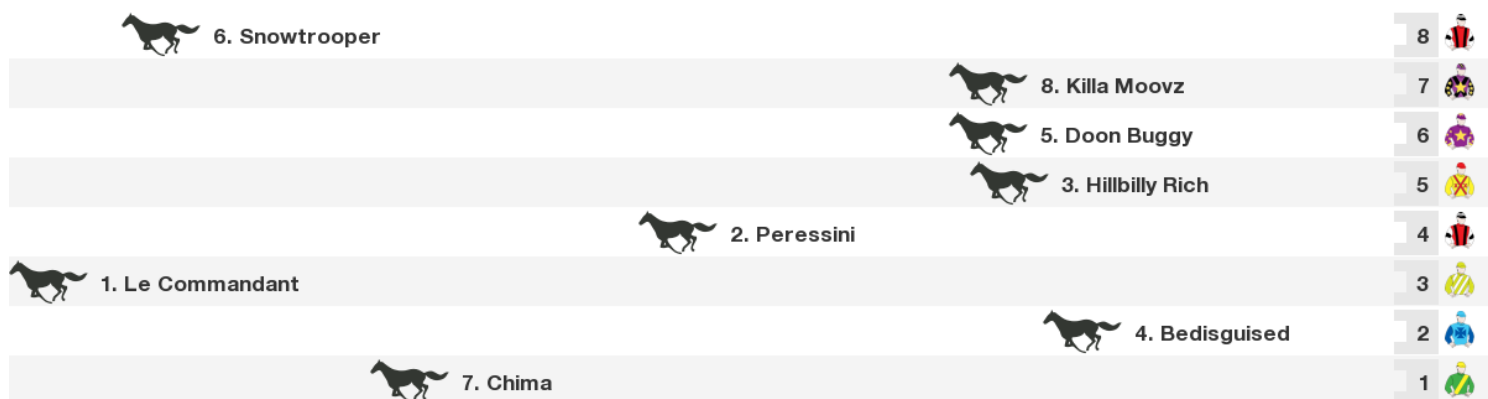 6. Snowtrooper 8
8. Killa Moovz 7
5. Doon Buggy 6
3. Hillbilly Rich 5
2. Peressini 4
1. Le Commandant 3
4. Bedisguised 2
7. Chima 1